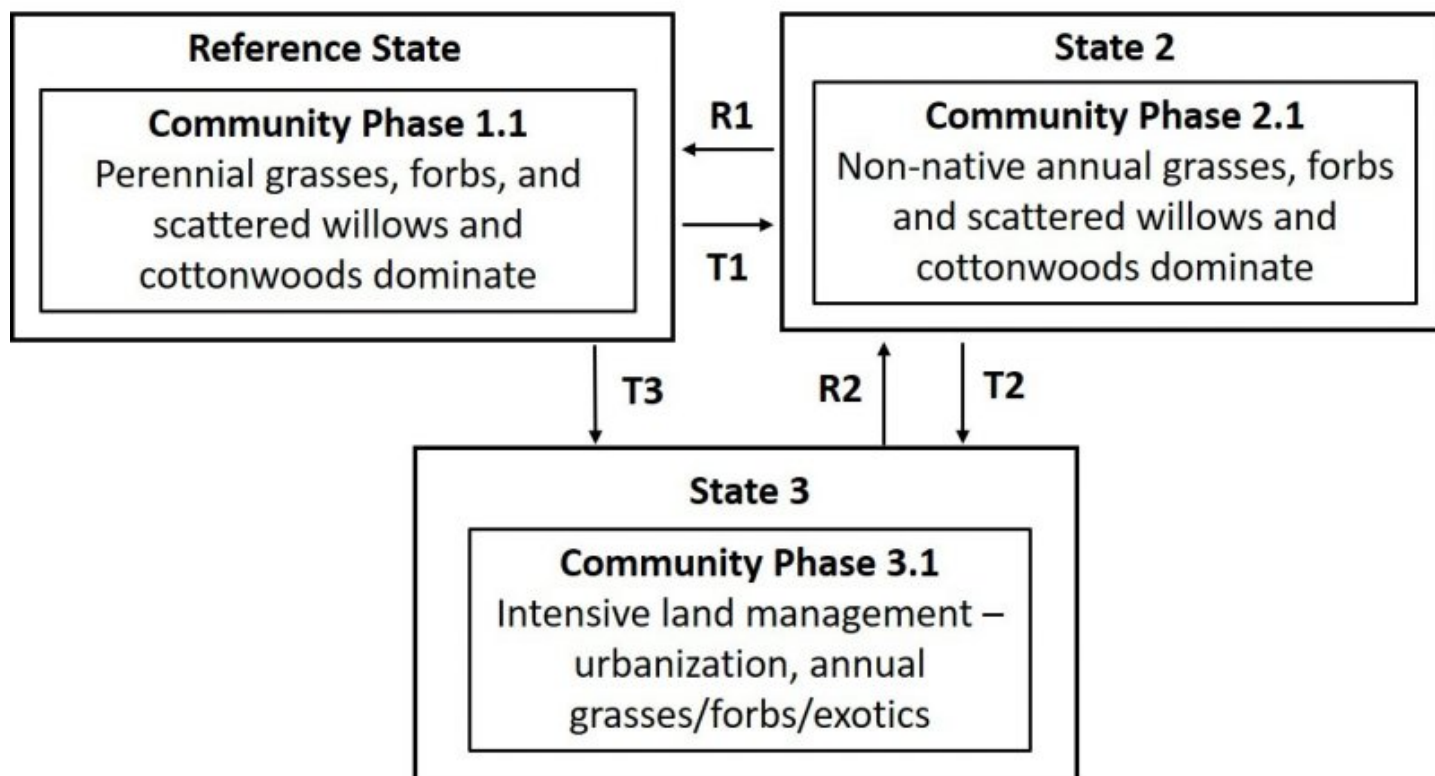 Reference State
Community Phase 1.1
Perennial grasses, forbs, and
scattered willows and
cottonwoods dominate
R1
T1
State 2
Community Phase 2.1
Non-native annual grasses, forbs
and scattered willows and
cottonwoods dominate
T3
R2
T2
State 3
Community Phase 3.1
Intensive land management –
urbanization, annual
grasses/forbs/exotics